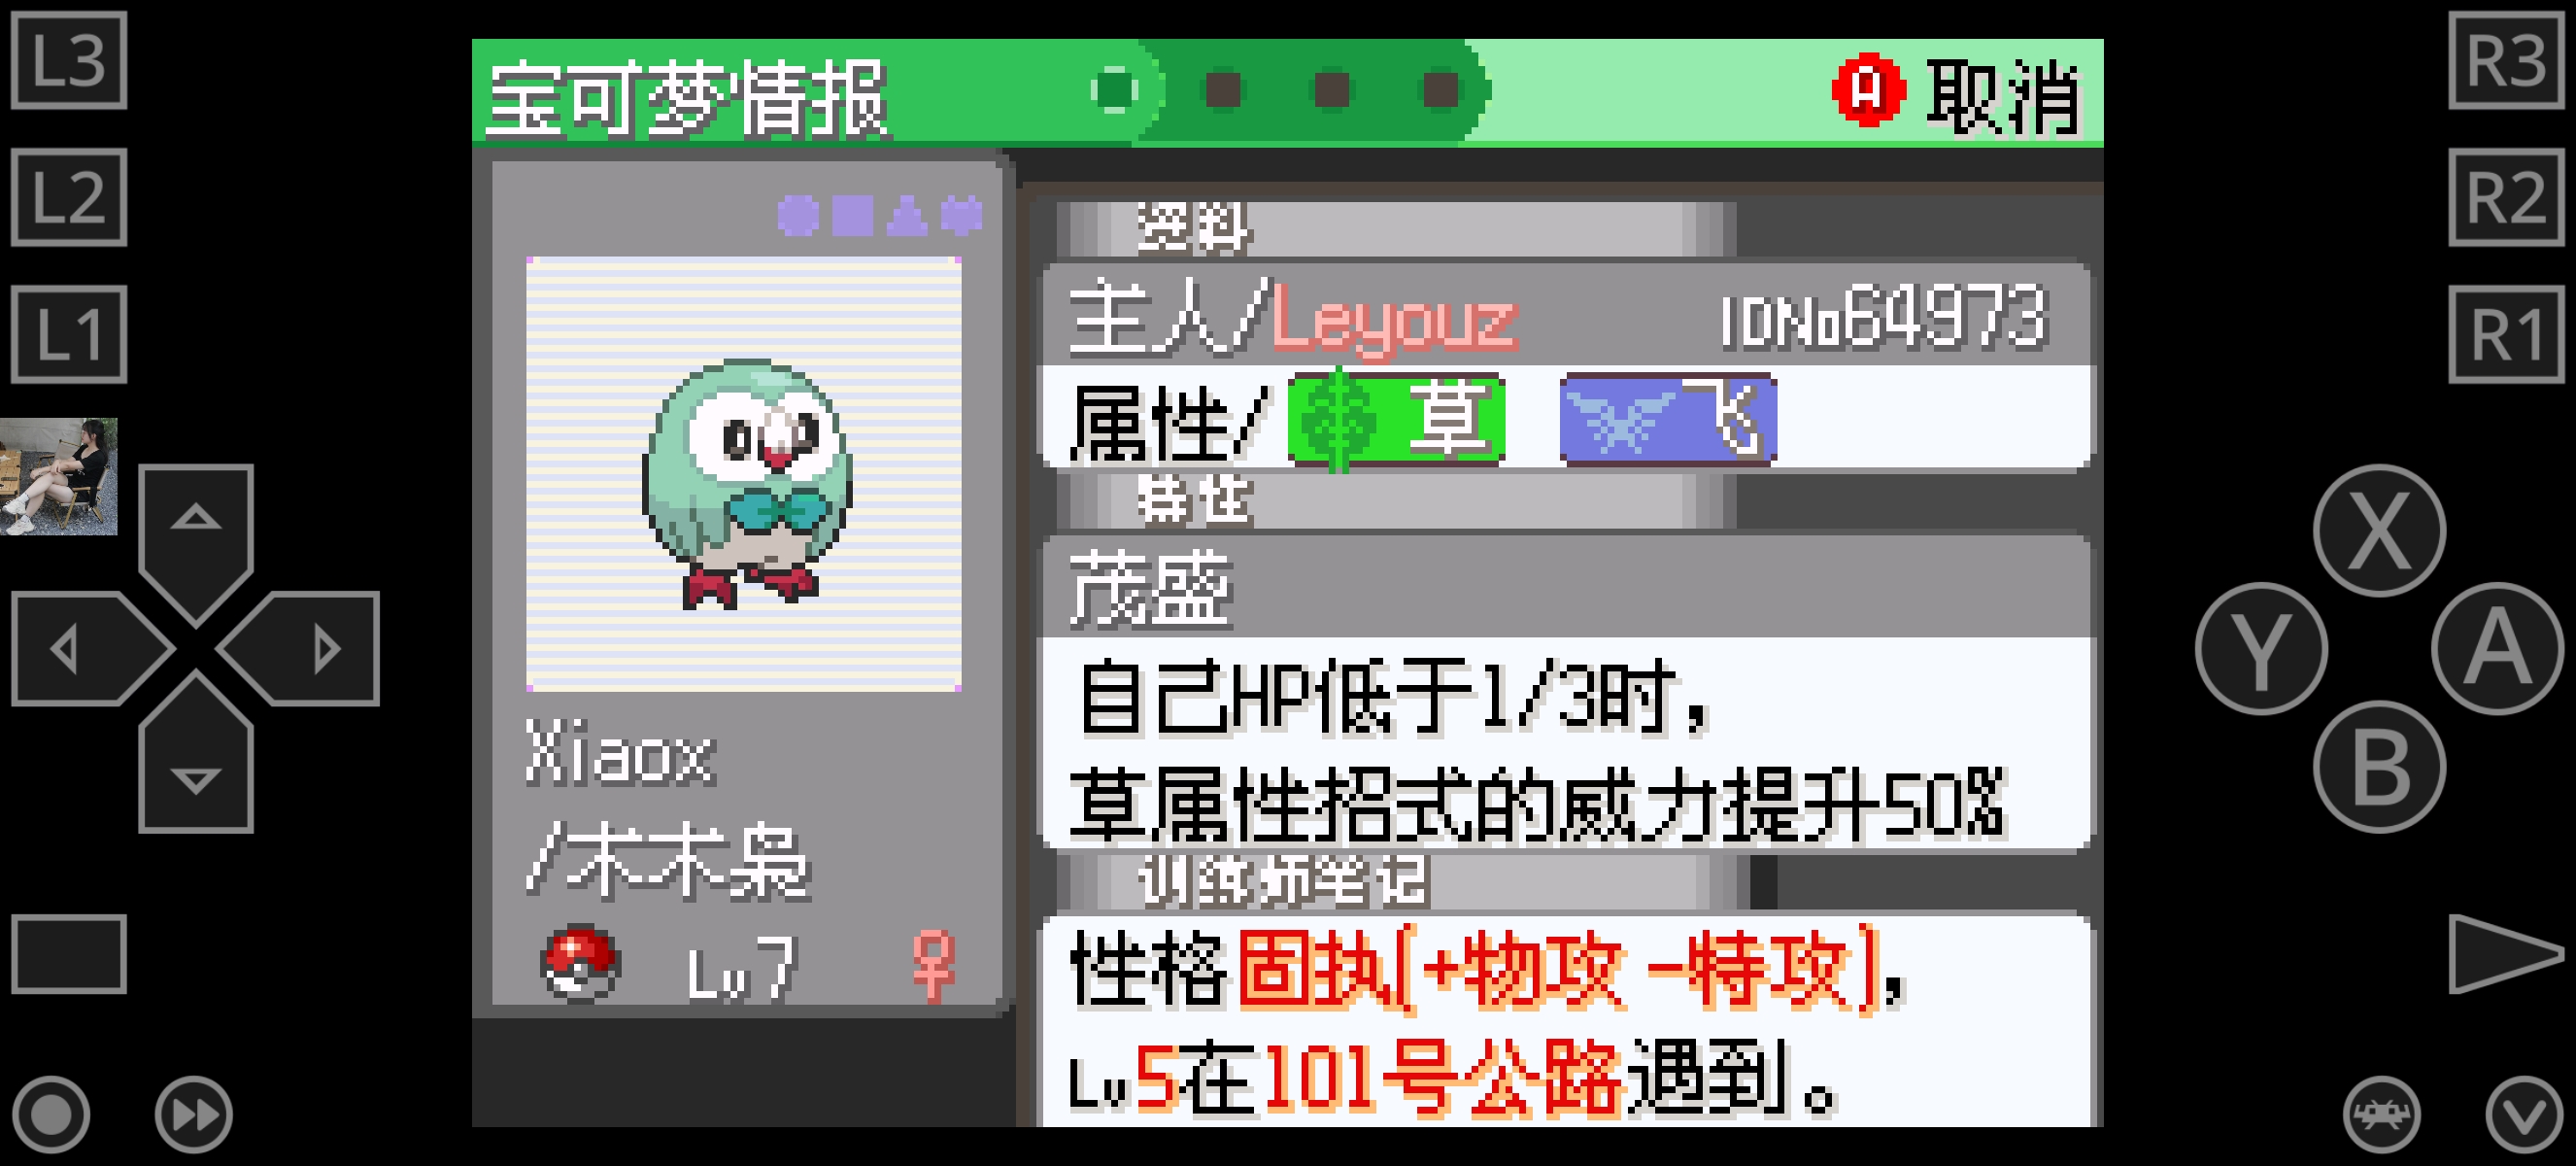 L3
R3
宝可梦情报
A 取消
L2
R2
资料
L1
主人/Leyouz IDNo64973
R1
属性/ 草 飞
特性
茂盛
X
Y
A
B
自己HP低于1/3时，
草属性招式的威力提升50%
Xiaox
/木木枭
训练师笔记
Lv7 ♀
性格固执(+物攻 -特攻)，
Lv5在101号公路遇到。